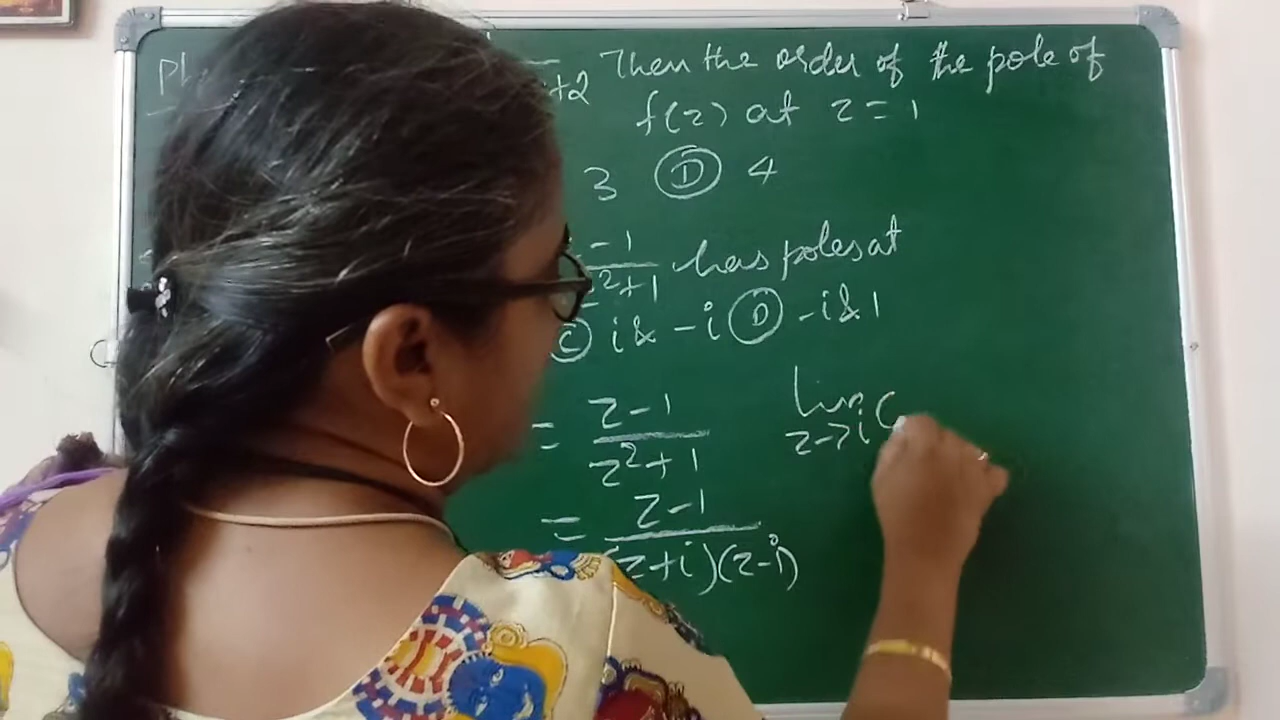 Then the order of the pole of
+2 f(z) at z = 1
3 (D) 4
-1
z²+1 has poles at
(C) i & -i (D) -i & 1
= z-1 / z²+1
lim z→i (
= z-1 / (z+i)(z-i)